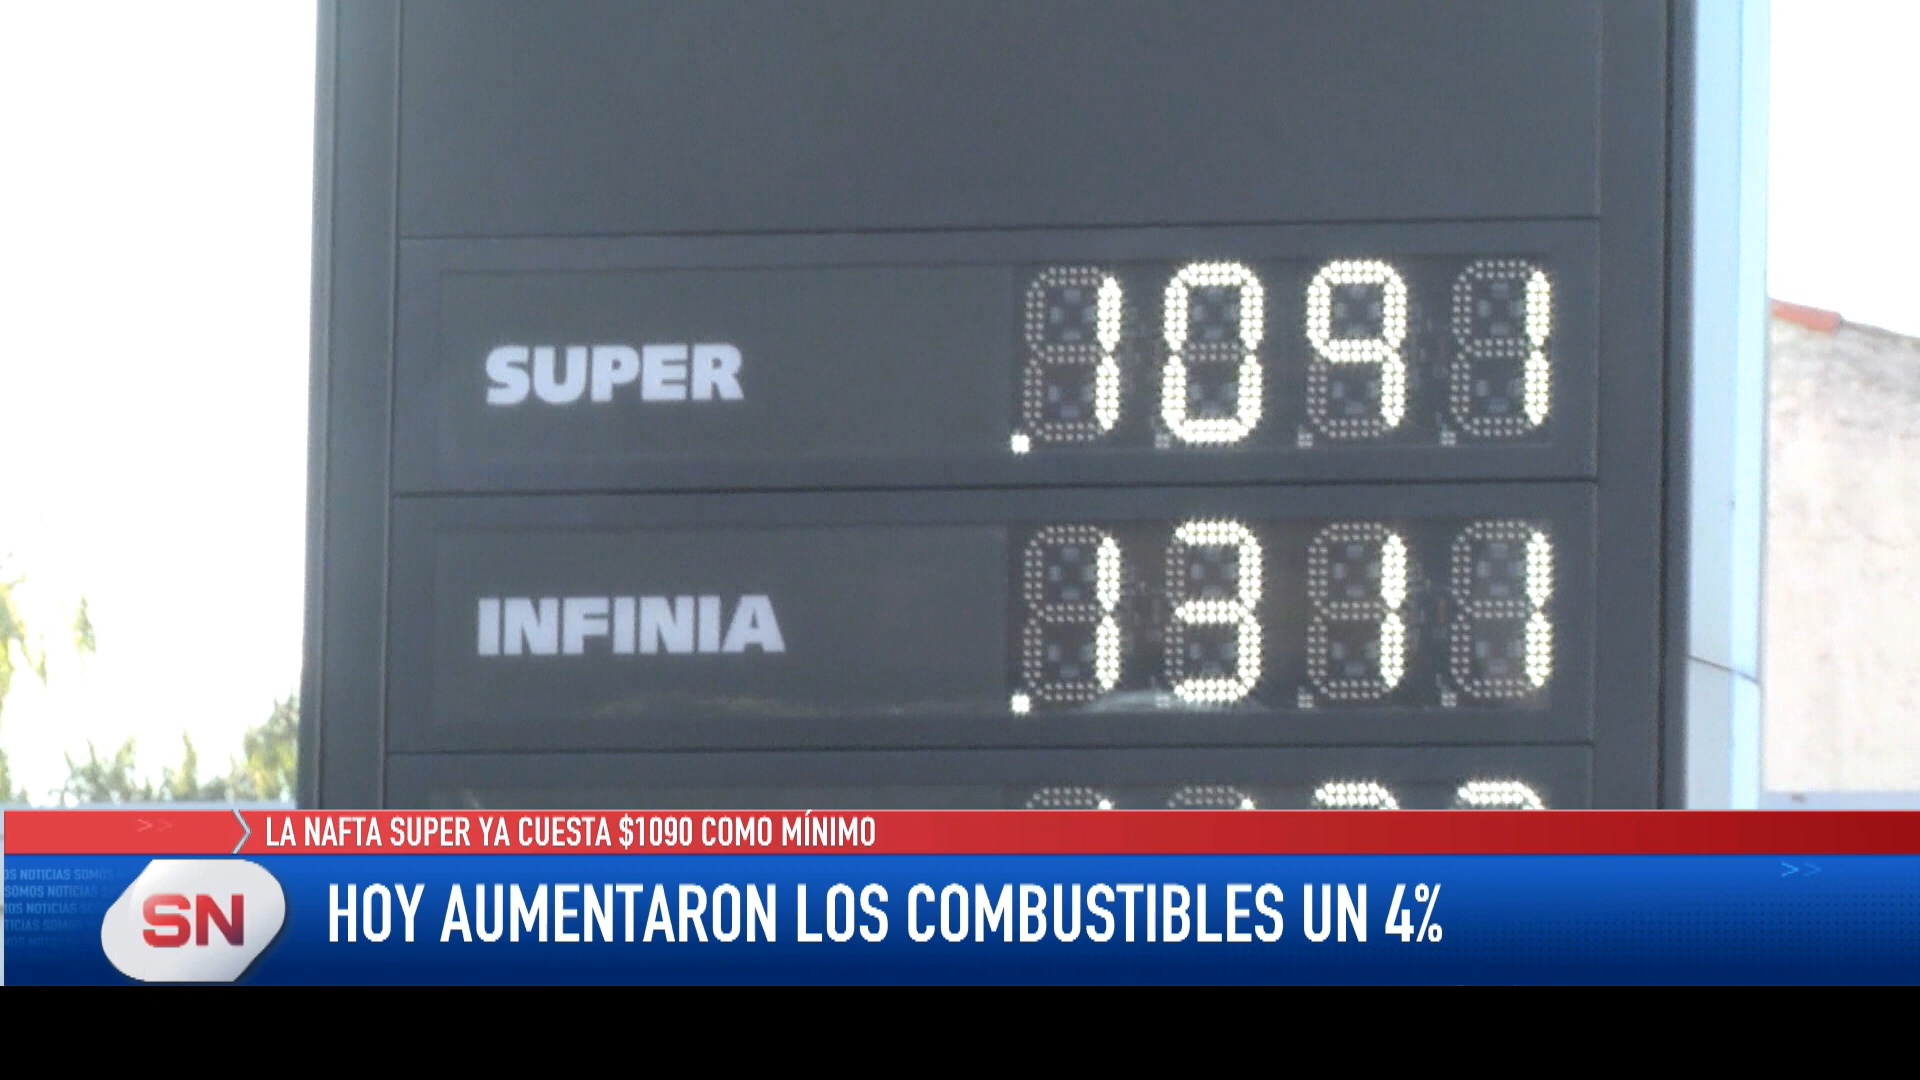 SUPER 1091
INFINIA 1311
LA NAFTA SUPER YA CUESTA $1090 COMO MÍNIMO
SN
HOY AUMENTARON LOS COMBUSTIBLES UN 4%